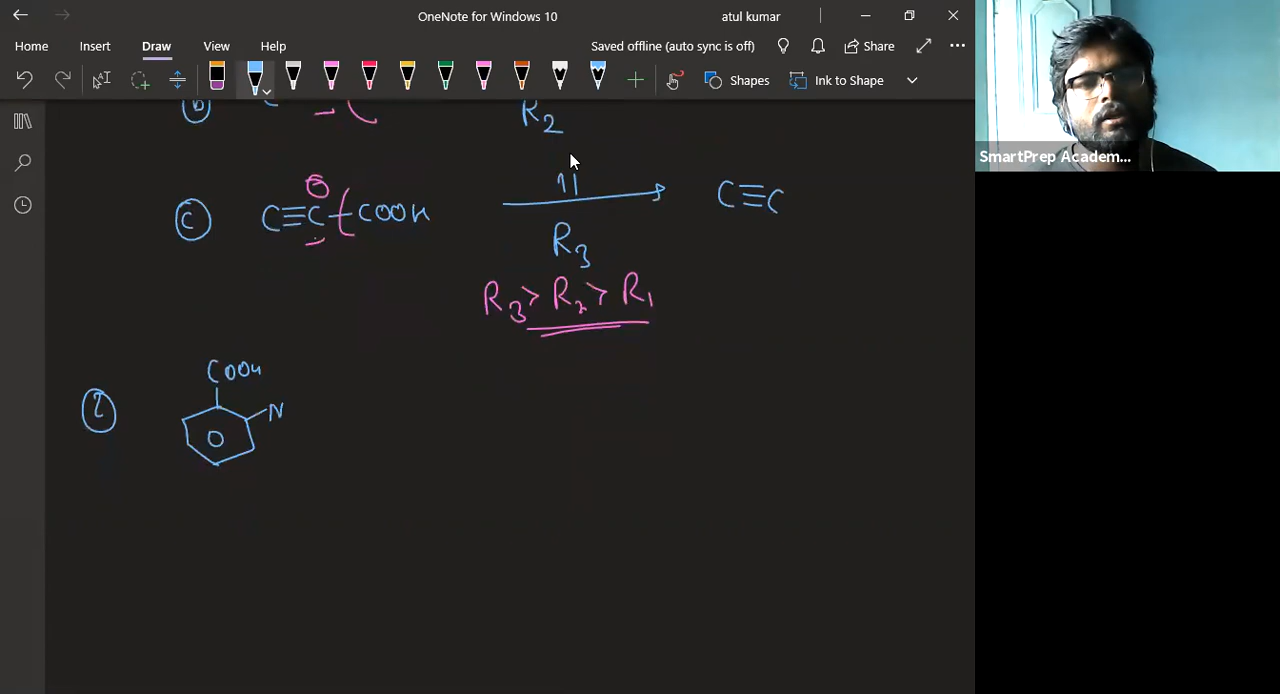 OneNote for Windows 10
atul kumar
Home Insert Draw View Help
Saved offline (auto sync is off)
Share
Shapes
Ink to Shape
SmartPrep Academ...
b
R2
c C≡C–COOH
11
R3
C≡C
R3 > R2 > R1
COOH
N